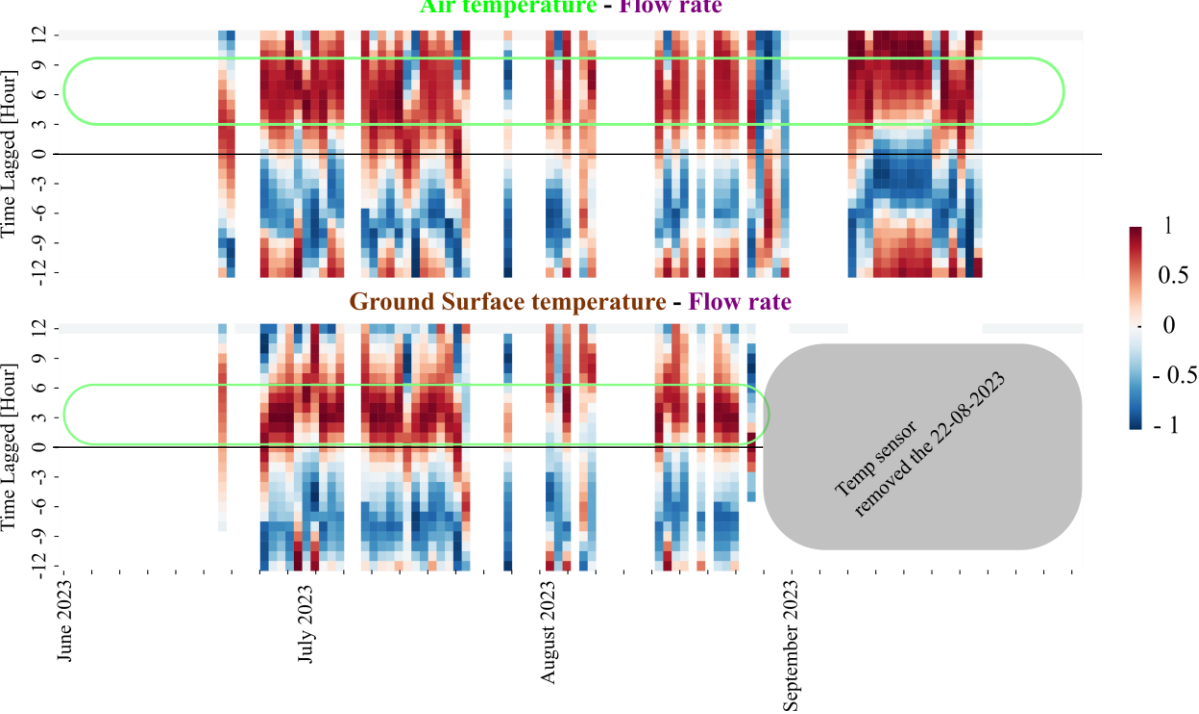 Air temperature - Flow rate
12
9
6
3
0
-3
-6
-9
-12
Time Lagged [Hour]
Ground Surface temperature - Flow rate
12
9
6
3
0
-3
-6
-9
-12
Time Lagged [Hour]
Temp sensor
removed the 22-08-2023
1
0.5
0
- 0.5
- 1
June 2023
July 2023
August 2023
September 2023